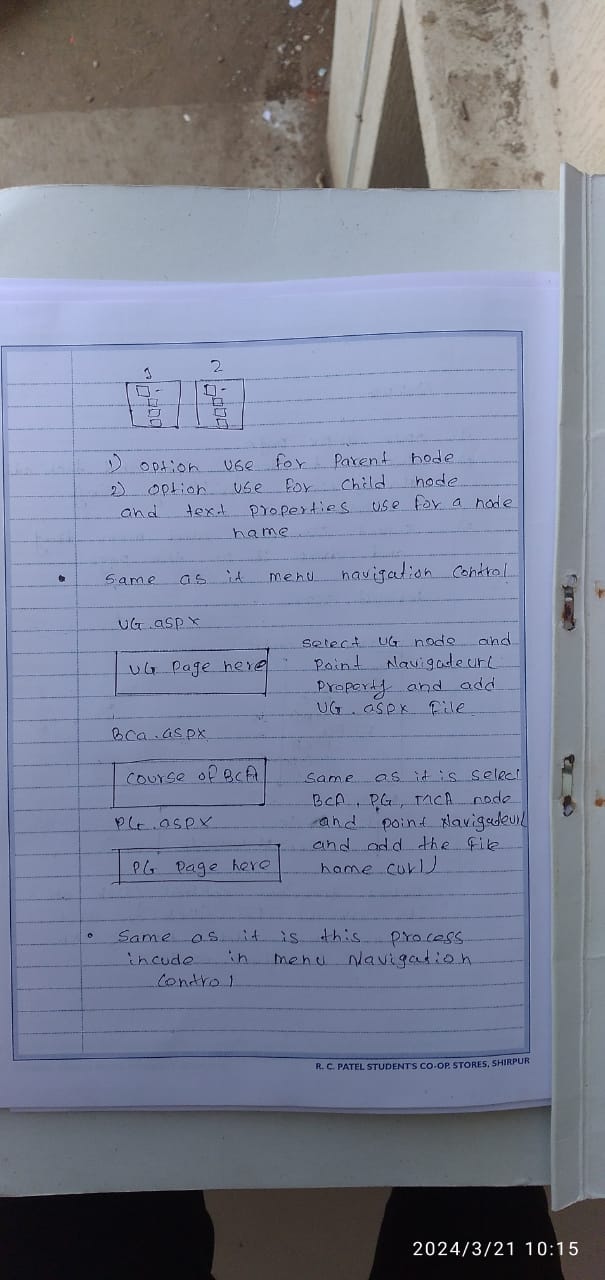 1 2
1) option use for Parent node
2) option use for child node
and text properties use for a node
name
• Same as it menu navigation control
UG.aspx
UG Page here
select UG node and
Point Navigadeurl
Property and add
UG.aspx file
BCa.aspx
course of BCA
Same as it is select
BCA, PG, MCA node
and point Navigadeurl
and add the file
name (url)
PG.aspx
PG Page here
• Same as it is this process
incude in menu Navigation
Control
R. C. PATEL STUDENT'S CO-OP. STORES, SHIRPUR
2024/3/21 10:15